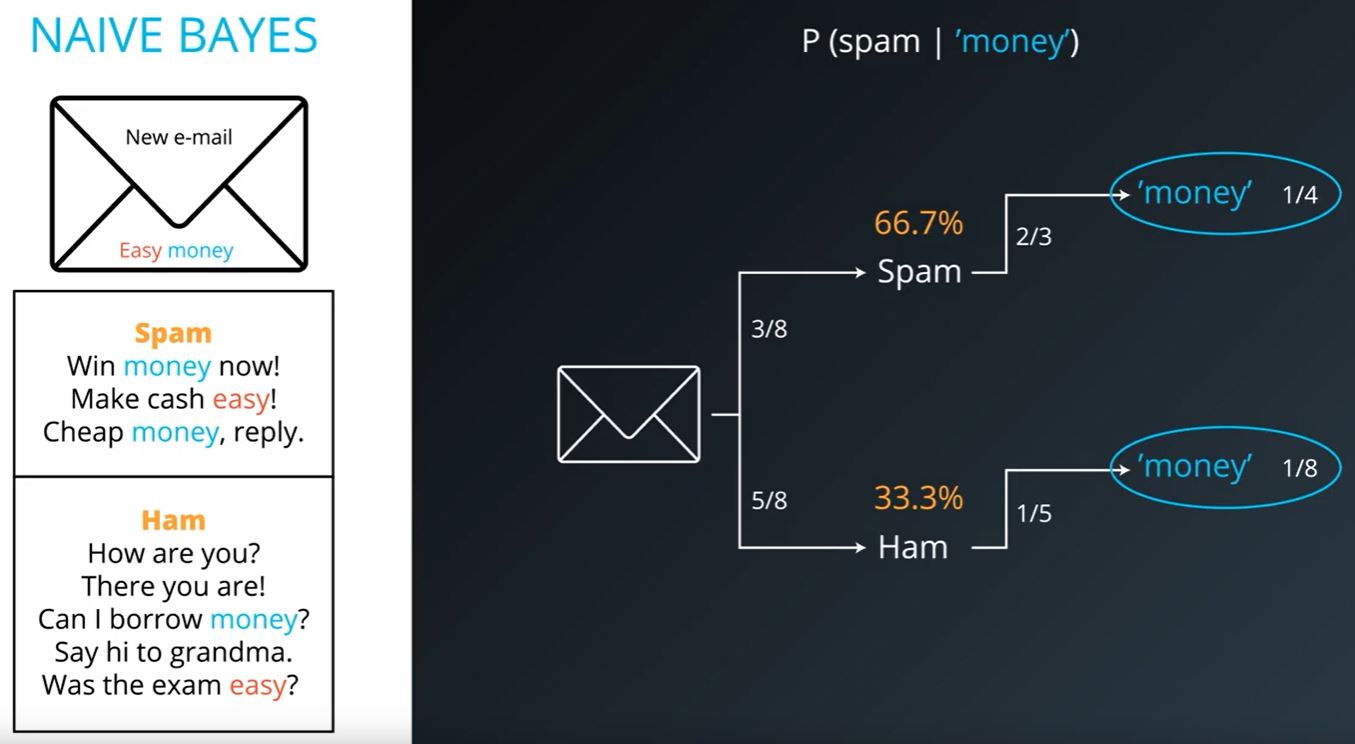 NAIVE BAYES
New e-mail
Easy money
Spam
Win money now!
Make cash easy!
Cheap money, reply.
Ham
How are you?
There you are!
Can I borrow money?
Say hi to grandma.
Was the exam easy?
P (spam | ’money’)
’money’ 1/4
66.7%
2/3
Spam
3/8
’money’ 1/8
5/8
33.3%
1/5
Ham